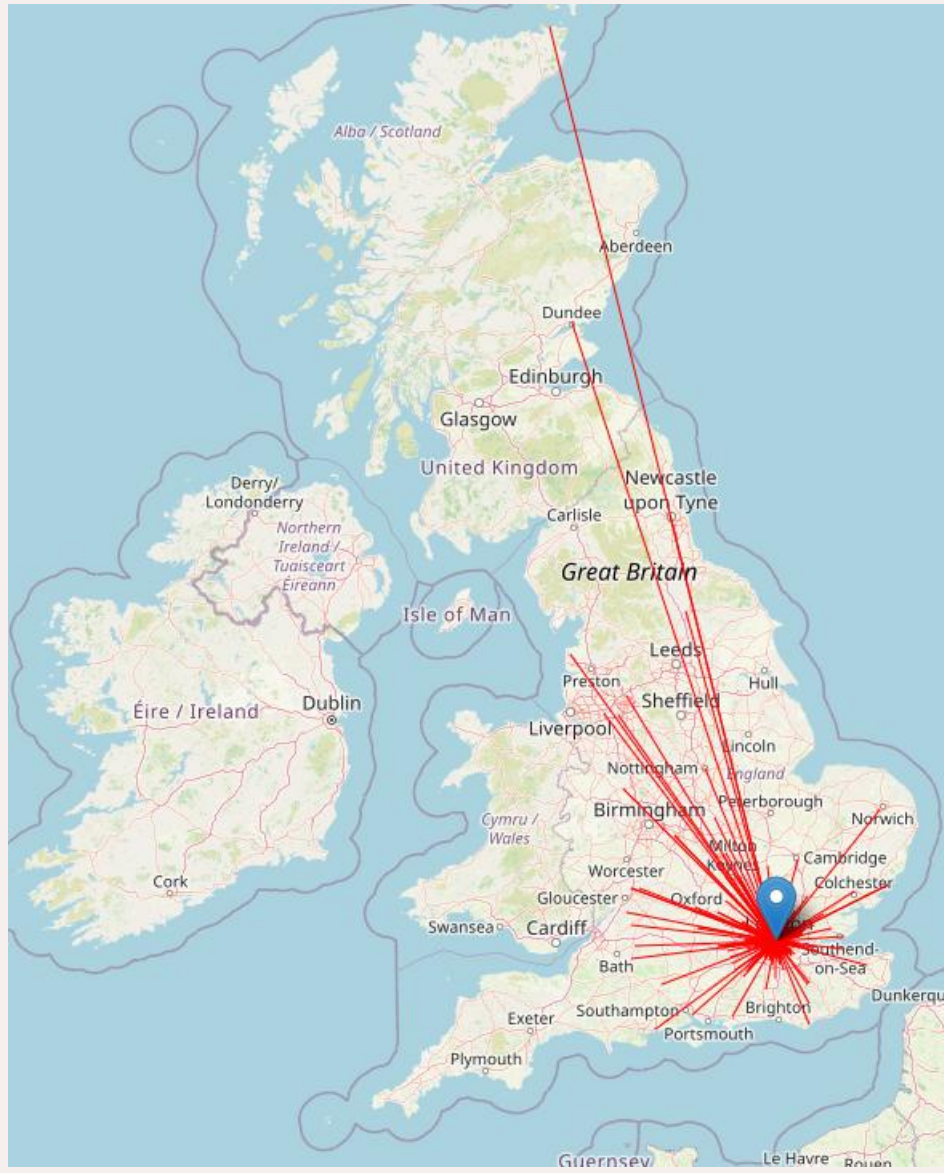 Alba / Scotland
Aberdeen
Dundee
Edinburgh
Glasgow
United Kingdom
Derry/
Londonderry
Newcastle
upon Tyne
Carlisle
Northern
Ireland /
Tuaisceart
Éireann
Great Britain
Isle of Man
Leeds
Preston
Hull
Sheffield
Dublin
Éire / Ireland
Liverpool
Lincoln
Nottingham
England
Peterborough
Birmingham
Norwich
Cymru /
Wales
Milton
Keynes
Cambridge
Worcester
Colchester
Cork
Gloucester
Oxford
Swansea
Cardiff
Southend-
on-Sea
Bath
Dunkerqu
Southampton
Brighton
Exeter
Portsmouth
Plymouth
Guernsey
Le Havre
Rouen